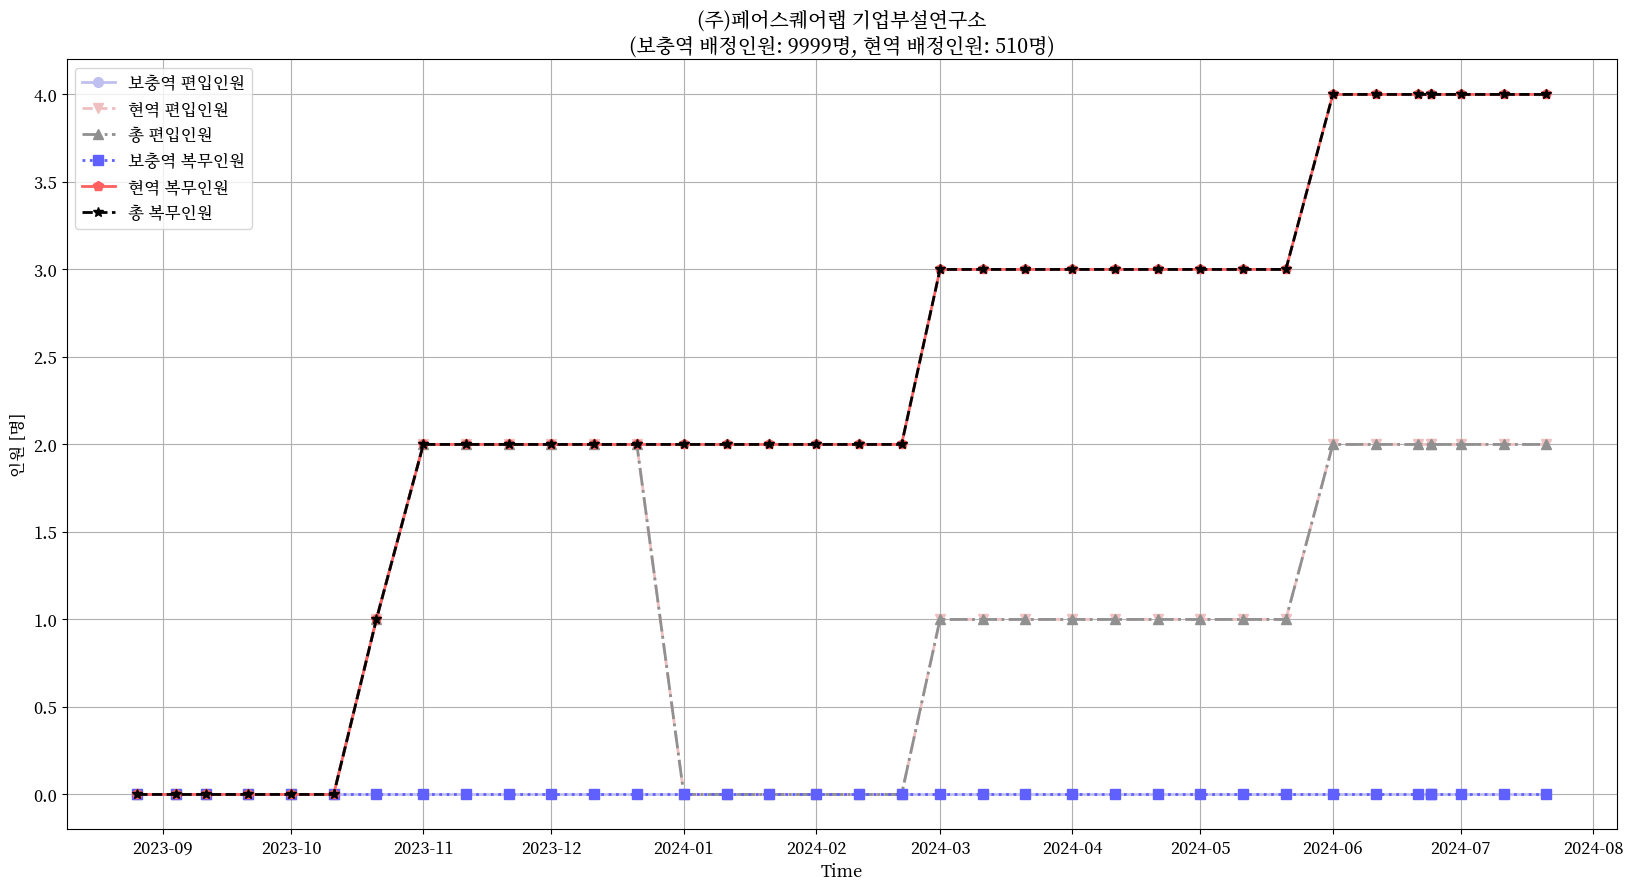 (주)페어스퀘어랩 기업부설연구소
(보충역 배정인원: 9999명, 현역 배정인원: 510명)
보충역 편입인원
현역 편입인원
총 편입인원
보충역 복무인원
현역 복무인원
총 복무인원
인원 [명]
4.0
3.5
3.0
2.5
2.0
1.5
1.0
0.5
0.0
2023-09 2023-10 2023-11 2023-12 2024-01 2024-02 2024-03 2024-04 2024-05 2024-06 2024-07 2024-08
Time